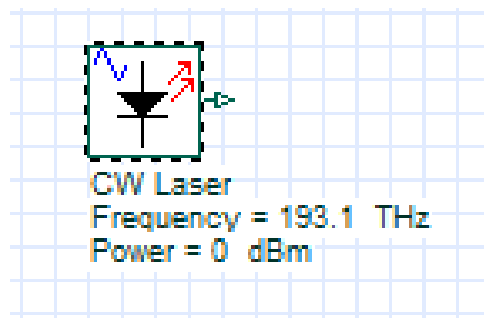 CW Laser
Frequency = 193.1 THz
Power = 0 dBm